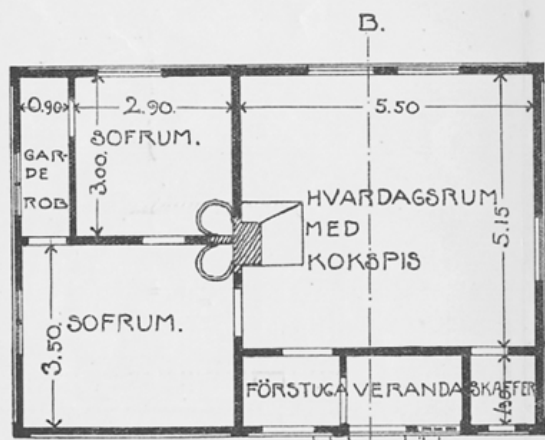 B.
0.90
2.90.
5.50
SOFRUM.
GAR-
DE
ROB
3.00.
HVARDAGSRUM
MED
KOKSPIS
5.15
SOFRUM.
3.50.
FÖRSTUGA
VERANDA
SKAFFER